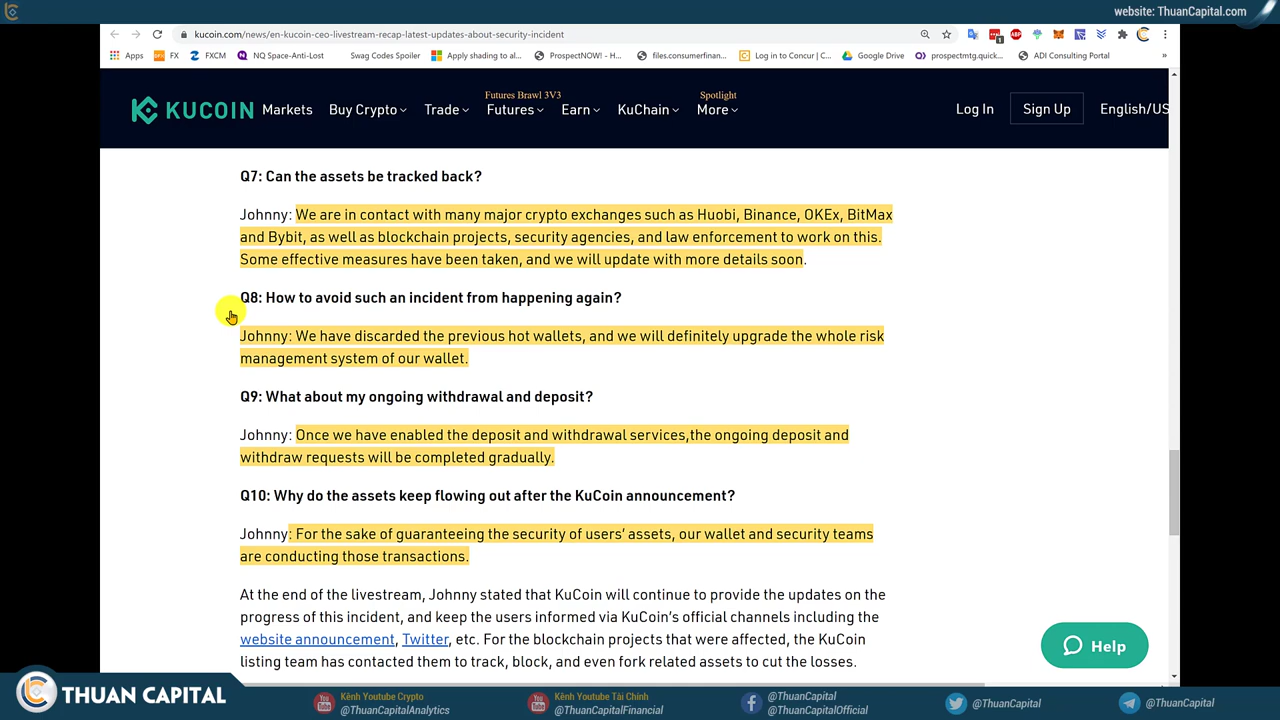 website: ThuanCapital.com
kucoin.com/news/en-kucoin-ceo-livestream-recap-latest-updates-about-security-incident
Apps FX FXCM NQ Space-Anti-Lost Swag Codes Spoiler Apply shading to al... ProspectNOW! – H... files.consumerfinan... Log in to Concur | C... Google Drive prospectmtg.quick... ADI Consulting Portal »
Futures Brawl 3V3 Spotlight
KUCOIN Markets Buy Crypto Trade Futures Earn KuChain More Log In Sign Up English/US
Q7: Can the assets be tracked back?
Johnny: We are in contact with many major crypto exchanges such as Huobi, Binance, OKEx, BitMax
and Bybit, as well as blockchain projects, security agencies, and law enforcement to work on this.
Some effective measures have been taken, and we will update with more details soon.
Q8: How to avoid such an incident from happening again?
Johnny: We have discarded the previous hot wallets, and we will definitely upgrade the whole risk
management system of our wallet.
Q9: What about my ongoing withdrawal and deposit?
Johnny: Once we have enabled the deposit and withdrawal services,the ongoing deposit and
withdraw requests will be completed gradually.
Q10: Why do the assets keep flowing out after the KuCoin announcement?
Johnny: For the sake of guaranteeing the security of users’ assets, our wallet and security teams
are conducting those transactions.
At the end of the livestream, Johnny stated that KuCoin will continue to provide the updates on the
progress of this incident, and keep the users informed via KuCoin’s official channels including the
website announcement, Twitter, etc. For the blockchain projects that were affected, the KuCoin
listing team has contacted them to track, block, and even fork related assets to cut the losses.
Help
THUAN CAPITAL
Kênh Youtube Crypto
@ThuanCapitalAnalytics
Kênh Youtube Tài Chính
@ThuanCapitalFinancial
@ThuanCapital
@ThuanCapitalOfficial
@ThuanCapital
@ThuanCapital